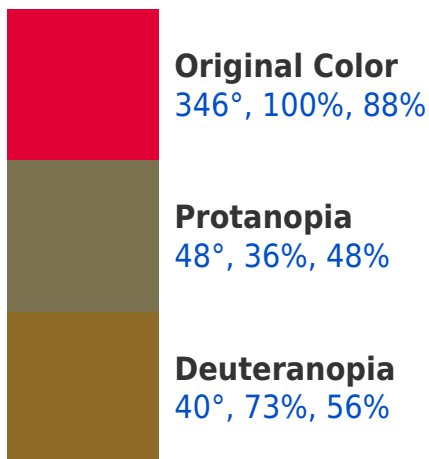 Original Color
346°, 100%, 88%
Protanopia
48°, 36%, 48%
Deuteranopia
40°, 73%, 56%